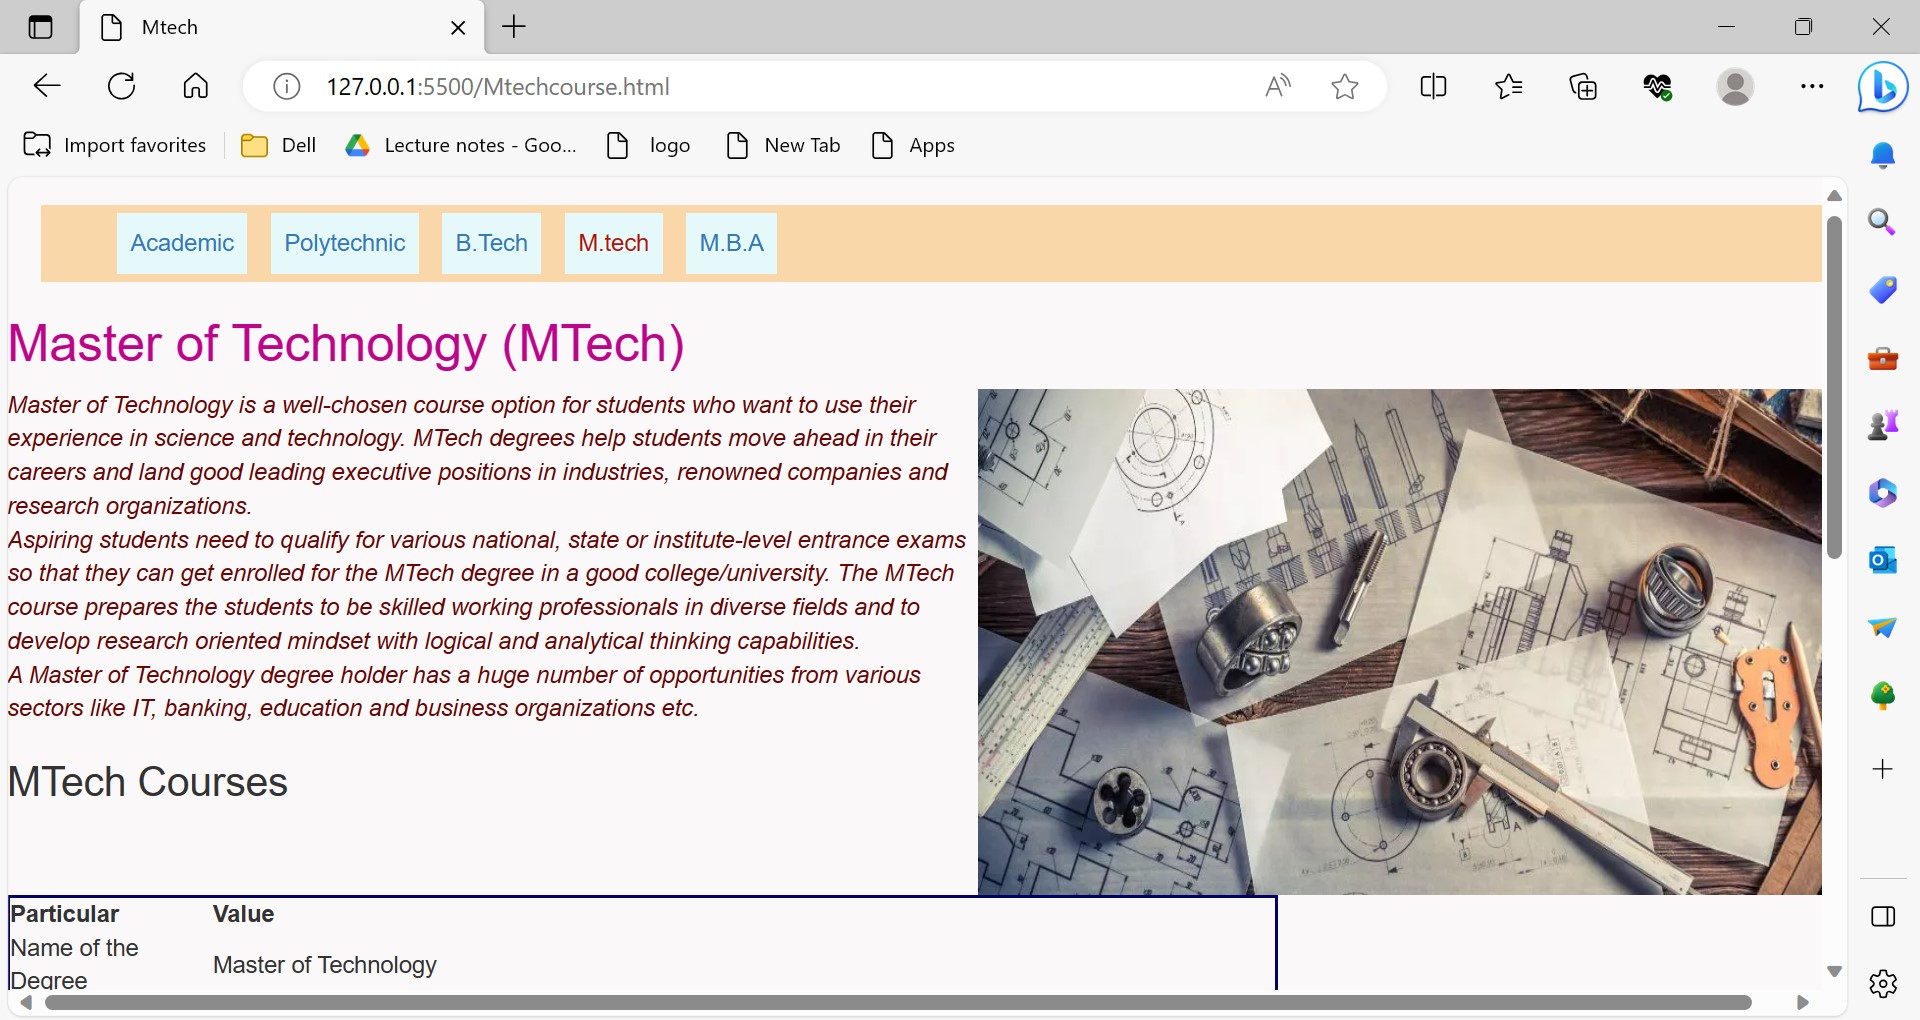 Mtech
127.0.0.1:5500/Mtechcourse.html
Import favorites Dell Lecture notes - Goo... logo New Tab Apps
Academic Polytechnic B.Tech M.tech M.B.A
Master of Technology (MTech)
Master of Technology is a well-chosen course option for students who want to use their
experience in science and technology. MTech degrees help students move ahead in their
careers and land good leading executive positions in industries, renowned companies and
research organizations.
Aspiring students need to qualify for various national, state or institute-level entrance exams
so that they can get enrolled for the MTech degree in a good college/university. The MTech
course prepares the students to be skilled working professionals in diverse fields and to
develop research oriented mindset with logical and analytical thinking capabilities.
A Master of Technology degree holder has a huge number of opportunities from various
sectors like IT, banking, education and business organizations etc.
MTech Courses
Particular Value
Name of the
Degree
Master of Technology